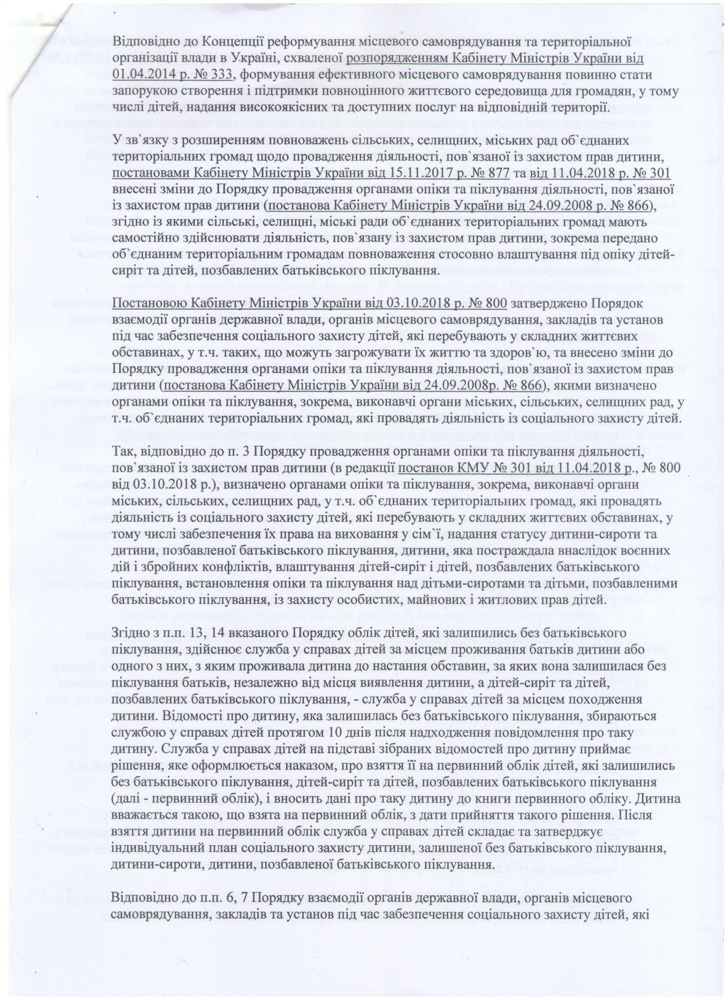 Відповідно до Концепції реформування місцевого самоврядування та територіальної
організації влади в Україні, схваленої розпорядженням Кабінету Міністрів України від
01.04.2014 р. № 333, формування ефективного місцевого самоврядування повинно стати
запорукою створення і підтримки повноцінного життєвого середовища для громадян, у тому
числі дітей, надання високоякісних та доступних послуг на відповідній території.
У зв`язку з розширенням повноважень сільських, селищних, міських рад об`єднаних
територіальних громад щодо провадження діяльності, пов`язаної із захистом прав дитини,
постановами Кабінету Міністрів України від 15.11.2017 р. № 877 та від 11.04.2018 р. № 301
внесені зміни до Порядку провадження органами опіки та піклування діяльності, пов`язаної
із захистом прав дитини (постанова Кабінету Міністрів України від 24.09.2008 р. № 866),
згідно із якими сільські, селищні, міські ради об`єднаних територіальних громад мають
самостійно здійснювати діяльність, пов`язану із захистом прав дитини, зокрема передано
об`єднаним територіальним громадам повноваження стосовно влаштування під опіку дітей-
сиріт та дітей, позбавлених батьківського піклування.
Постановою Кабінету Міністрів України від 03.10.2018 р. № 800 затверджено Порядок
взаємодії органів державної влади, органів місцевого самоврядування, закладів та установ
під час забезпечення соціального захисту дітей, які перебувають у складних життєвих
обставинах, у т.ч. таких, що можуть загрожувати їх життю та здоров`ю, та внесено зміни до
Порядку провадження органами опіки та піклування діяльності, пов`язаної із захистом прав
дитини (постанова Кабінету Міністрів України від 24.09.2008р. № 866), якими визначено
органами опіки та піклування, зокрема, виконавчі органи міських, сільських, селищних рад, у
т.ч. об`єднаних територіальних громад, які провадять діяльність із соціального захисту дітей.
Так, відповідно до п. 3 Порядку провадження органами опіки та піклування діяльності,
пов`язаної із захистом прав дитини (в редакції постанов КМУ № 301 від 11.04.2018 р., № 800
від 03.10.2018 р.), визначено органами опіки та піклування, зокрема, виконавчі органи
міських, сільських, селищних рад, у т.ч. об`єднаних територіальних громад, які провадять
діяльність із соціального захисту дітей, які перебувають у складних життєвих обставинах, у
тому числі забезпечення їх права на виховання у сім`ї, надання статусу дитини-сироти та
дитини, позбавленої батьківського піклування, дитини, яка постраждала внаслідок воєнних
дій і збройних конфліктів, влаштування дітей-сиріт і дітей, позбавлених батьківського
піклування, встановлення опіки та піклування над дітьми-сиротами та дітьми, позбавленими
батьківського піклування, із захисту особистих, майнових і житлових прав дітей.
Згідно з п.п. 13, 14 вказаного Порядку облік дітей, які залишились без батьківського
піклування, здійснює служба у справах дітей за місцем проживання батьків дитини або
одного з них, з яким проживала дитина до настання обставин, за яких вона залишилася без
піклування батьків, незалежно від місця виявлення дитини, а дітей-сиріт та дітей,
позбавлених батьківського піклування, - служба у справах дітей за місцем походження
дитини. Відомості про дитину, яка залишилась без батьківського піклування, збираються
службою у справах дітей протягом 10 днів після надходження повідомлення про таку
дитину. Служба у справах дітей на підставі зібраних відомостей про дитину приймає
рішення, яке оформлюється наказом, про взяття її на первинний облік дітей, які залишились
без батьківського піклування, дітей-сиріт та дітей, позбавлених батьківського піклування
(далі - первинний облік), і вносить дані про таку дитину до книги первинного обліку. Дитина
вважається такою, що взята на первинний облік, з дати прийняття такого рішення. Після
взяття дитини на первинний облік служба у справах дітей складає та затверджує
індивідуальний план соціального захисту дитини, залишеної без батьківського піклування,
дитини-сироти, дитини, позбавленої батьківського піклування.
Відповідно до п.п. 6, 7 Порядку взаємодії органів державної влади, органів місцевого
самоврядування, закладів та установ під час забезпечення соціального захисту дітей, які